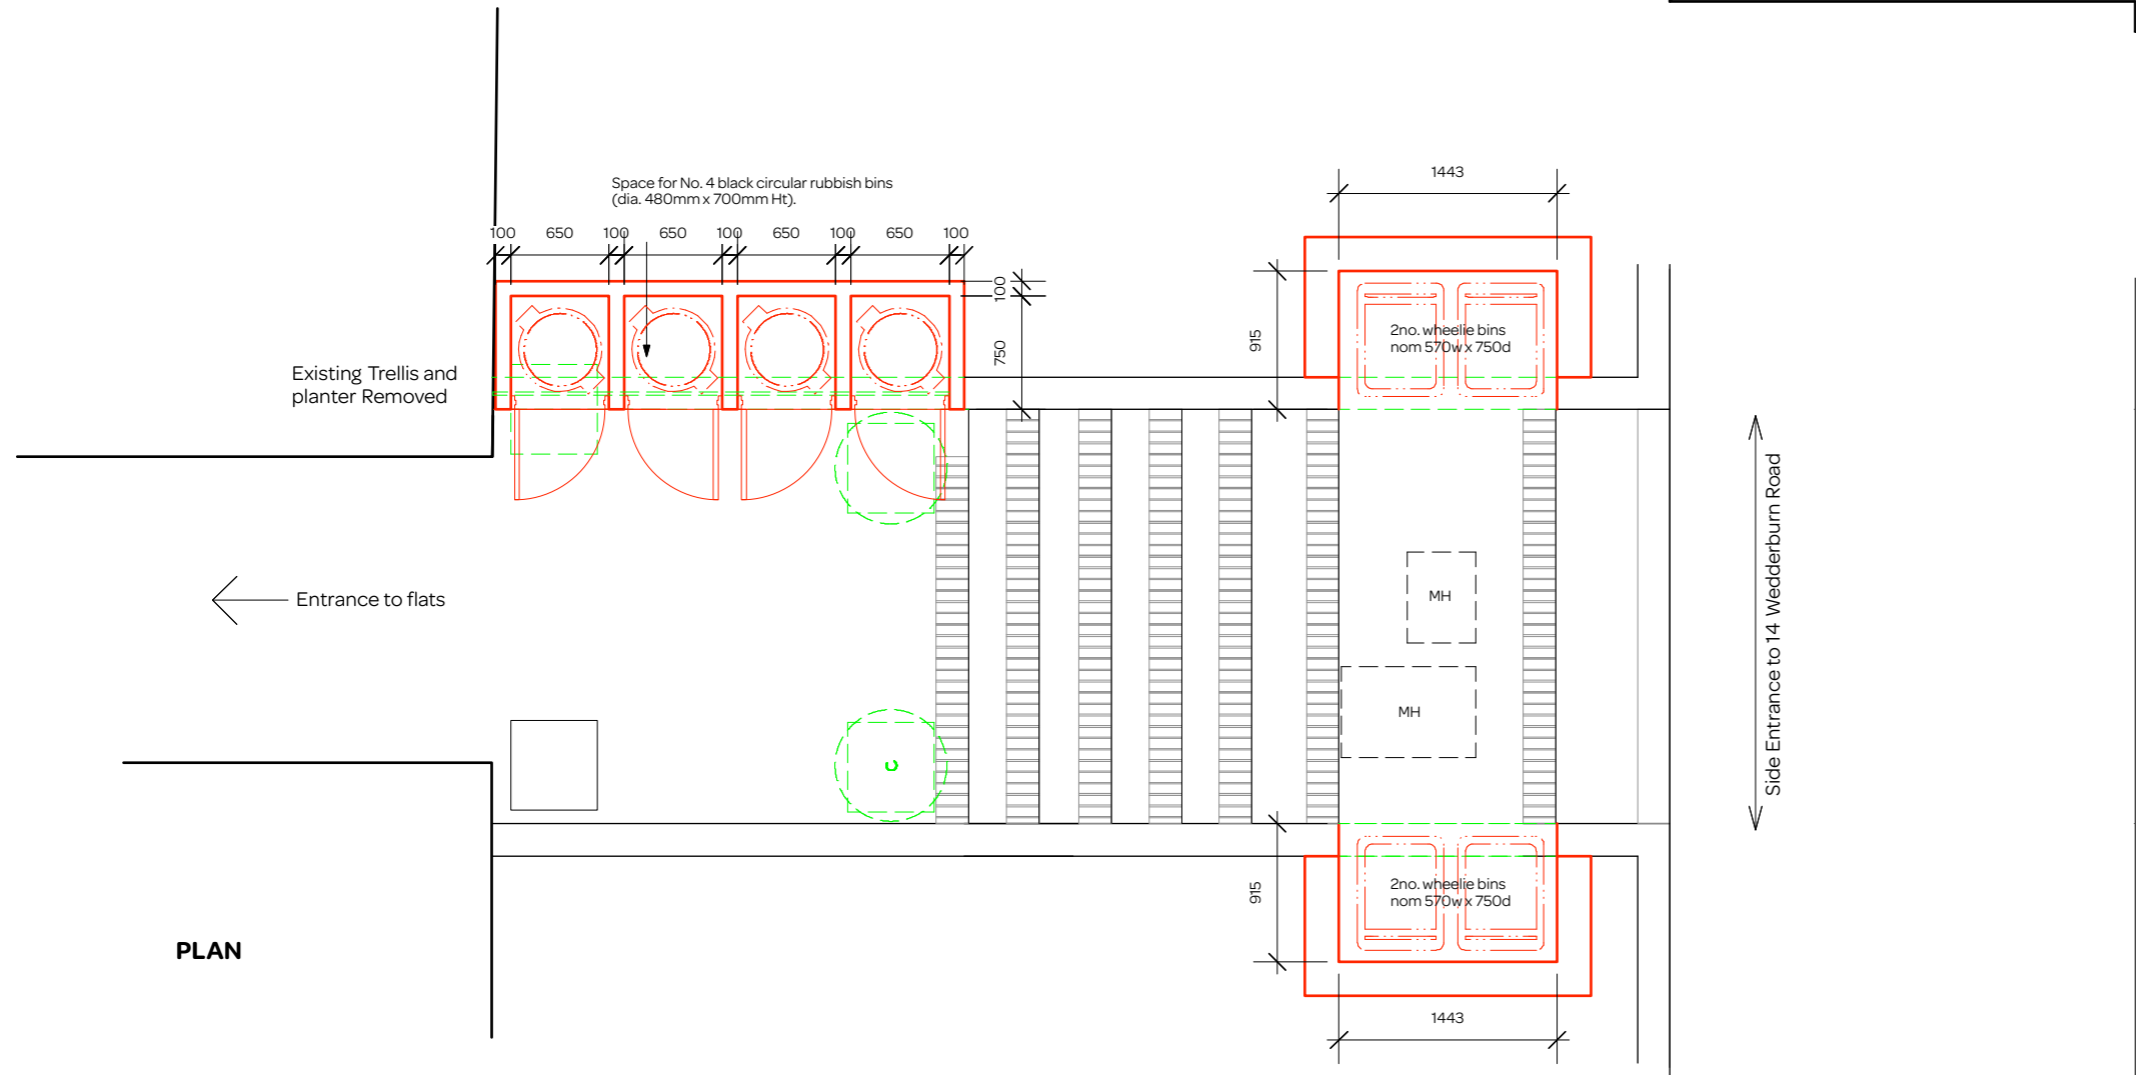 Space for No. 4 black circular rubbish bins
(dia. 480mm x 700mm Ht).
100 650 100 650 100 650 100 650 100
100
750
1443
915
2no. wheelie bins
nom 570w x 750d
Existing Trellis and
planter Removed
Entrance to flats
MH
MH
Side Entrance to 14 Wedderburn Road
C
915
2no. wheelie bins
nom 570w x 750d
1443
PLAN